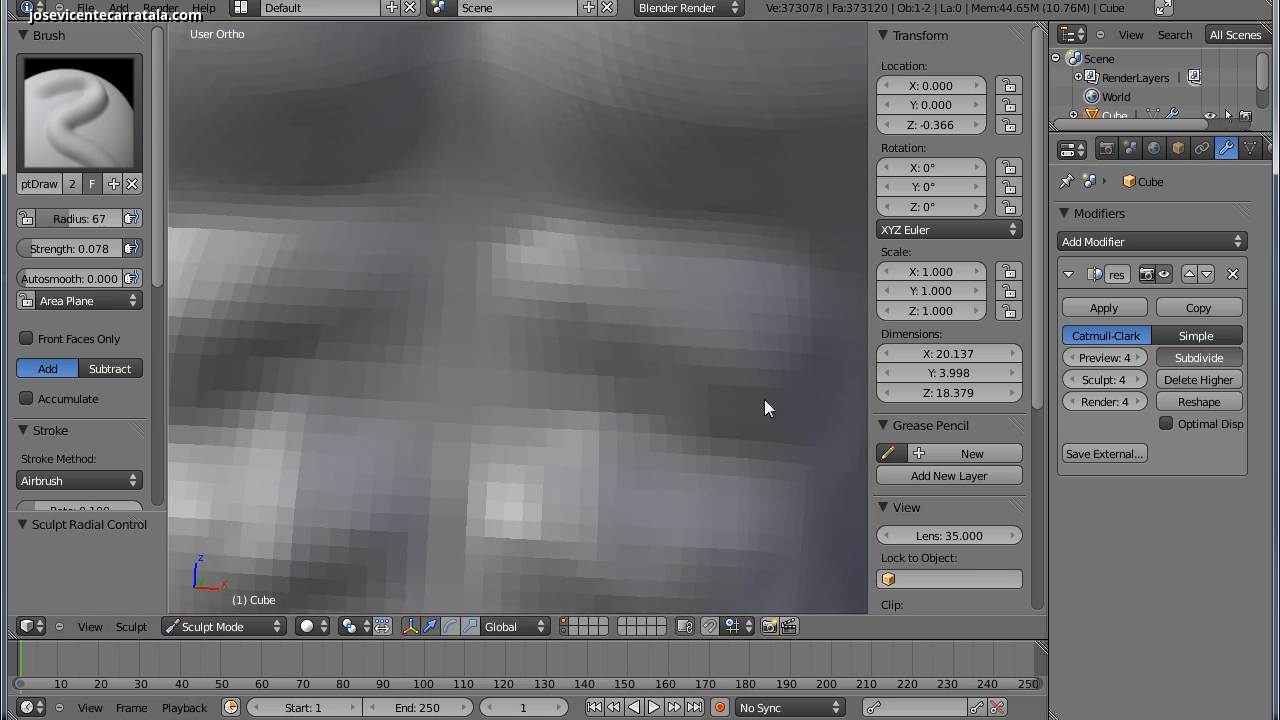 josevicentecarratala.com
File Add Render Help
Default
Scene
Blender Render
Ve:373078 | Fa:373120 | Ob:1-2 | La:0 | Mem:44.65M (10.76M) | Cube
Brush
ptDraw 2 F
Radius: 67
Strength: 0.078
Autosmooth: 0.000
Area Plane
Front Faces Only
Add Subtract
Accumulate
Stroke
Stroke Method:
Airbrush
Rate: 0.100
Sculpt Radial Control
User Ortho
z
x
(1) Cube
Transform
Location:
X: 0.000
Y: 0.000
Z: -0.366
Rotation:
X: 0°
Y: 0°
Z: 0°
XYZ Euler
Scale:
X: 1.000
Y: 1.000
Z: 1.000
Dimensions:
X: 20.137
Y: 3.998
Z: 18.379
Grease Pencil
New
Add New Layer
View
Lens: 35.000
Lock to Object:
Clip:
View Search All Scenes
Scene
RenderLayers
World
Cube
Cube
Modifiers
Add Modifier
res
Apply Copy
Catmull-Clark Simple
Preview: 4 Subdivide
Sculpt: 4 Delete Higher
Render: 4 Reshape
Optimal Disp
Save External...
View Sculpt Sculpt Mode Global
10 20 30 40 50 60 70 80 90 100 110 120 130 140 150 160 170 180 190 200 210 220 230 240 250
View Frame Playback Start: 1 End: 250 1 No Sync